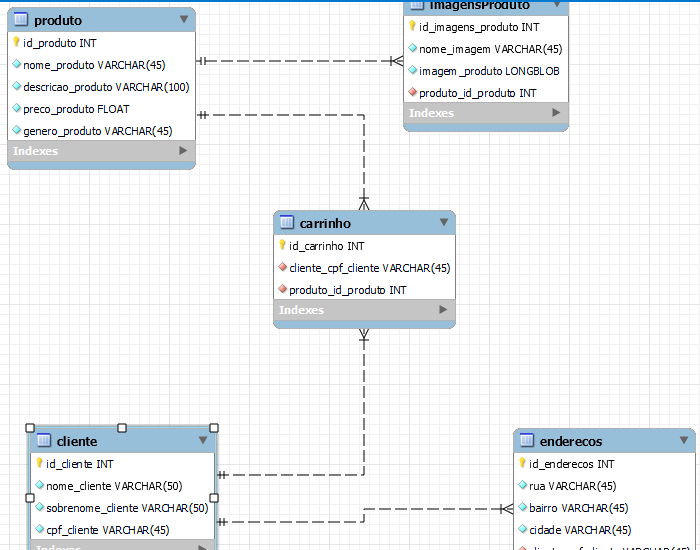 produto
id_produto INT
nome_produto VARCHAR(45)
descricao_produto VARCHAR(100)
preco_produto FLOAT
genero_produto VARCHAR(45)
Indexes
imagensProduto
id_imagens_produto INT
nome_imagem VARCHAR(45)
imagem_produto LONGBLOB
produto_id_produto INT
Indexes
carrinho
id_carrinho INT
cliente_cpf_cliente VARCHAR(45)
produto_id_produto INT
Indexes
cliente
id_cliente INT
nome_cliente VARCHAR(50)
sobrenome_cliente VARCHAR(50)
cpf_cliente VARCHAR(45)
Indexes
enderecos
id_enderecos INT
rua VARCHAR(45)
bairro VARCHAR(45)
cidade VARCHAR(45)